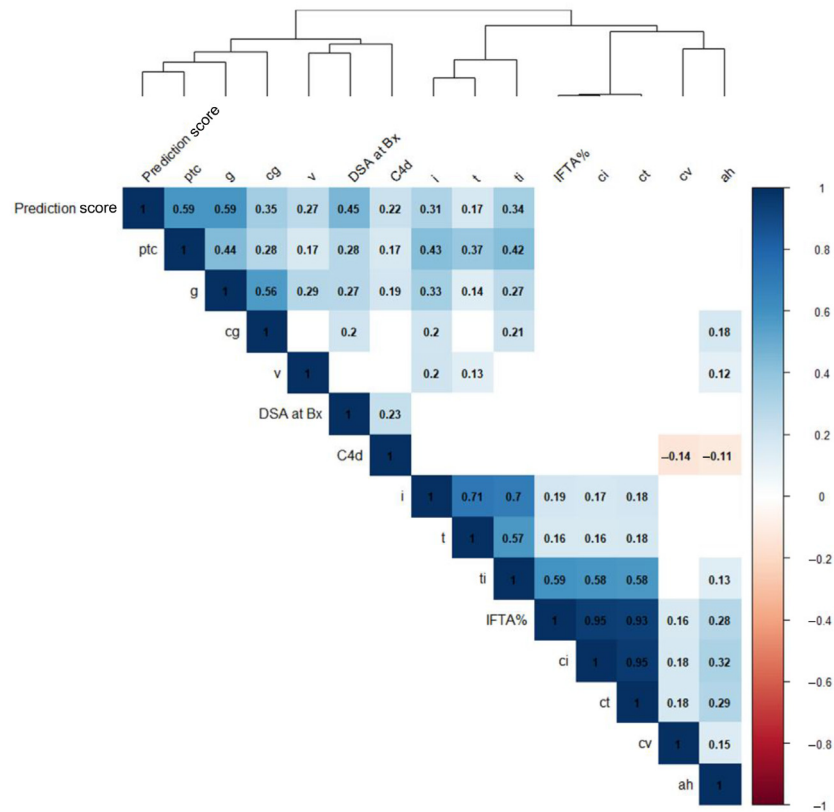 Prediction score ptc g cg v DSA at Bx C4d i t ti IFTA% ci ct cv ah
Prediction score 1 0.59 0.59 0.35 0.27 0.45 0.22 0.31 0.17 0.34 1
ptc 1 0.44 0.28 0.17 0.28 0.17 0.43 0.37 0.42 0.8
g 1 0.56 0.29 0.27 0.19 0.33 0.14 0.27
cg 1 0.2 0.2 0.21 0.18 0.6
v 1 0.2 0.13 0.12 0.4
DSA at Bx 1 0.23 0.2
C4d 1 −0.14 −0.11
i 1 0.71 0.7 0.19 0.17 0.18 0
t 1 0.57 0.16 0.16 0.18 −0.2
ti 1 0.59 0.58 0.58 0.13
IFTA% 1 0.95 0.93 0.16 0.28 −0.4
ci 1 0.95 0.18 0.32 −0.6
ct 1 0.18 0.29
cv 1 0.15 −0.8
ah 1 −1